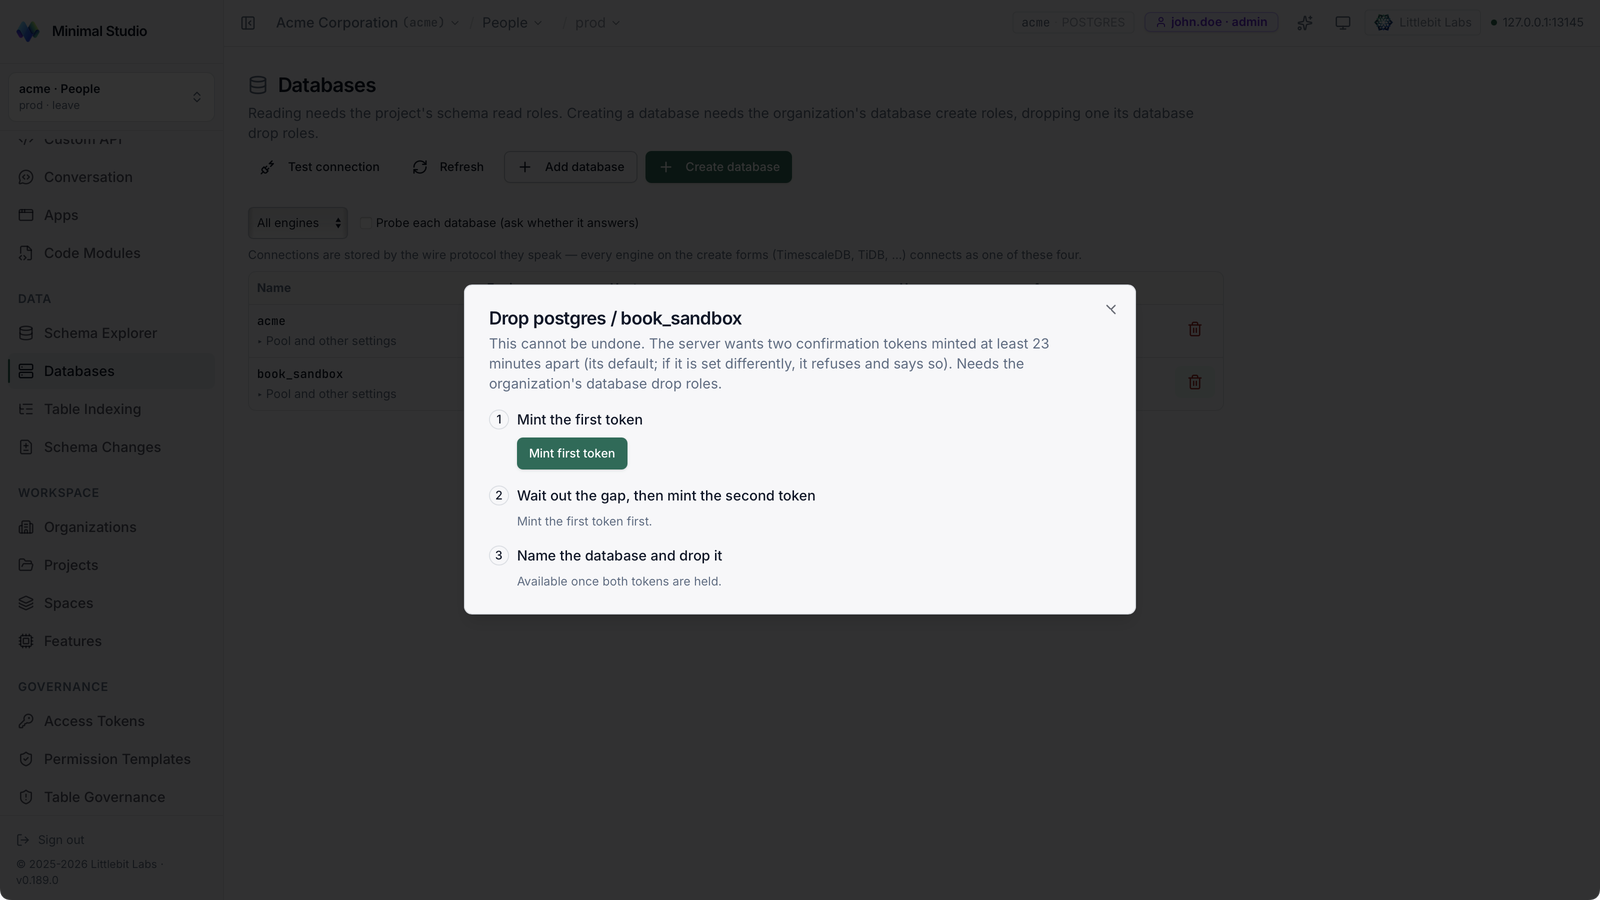 Minimal Studio
Acme Corporation (acme) / People / prod
acme · POSTGRES
john.doe · admin
Littlebit Labs
127.0.0.1:13145
acme · People
prod · leave
Custom API
Conversation
Apps
Code Modules
DATA
Schema Explorer
Databases
Table Indexing
Schema Changes
WORKSPACE
Organizations
Projects
Spaces
Features
GOVERNANCE
Access Tokens
Permission Templates
Table Governance
Sign out
© 2025-2026 Littlebit Labs ·
v0.189.0
Databases
Reading needs the project's schema read roles. Creating a database needs the organization's database create roles, dropping one its database
drop roles.
Test connection
Refresh
Add database
Create database
All engines
Probe each database (ask whether it answers)
Connections are stored by the wire protocol they speak — every engine on the create forms (TimescaleDB, TiDB, ...) connects as one of these four.
Name
acme
Pool and other settings
book_sandbox
Pool and other settings
Drop postgres / book_sandbox
This cannot be undone. The server wants two confirmation tokens minted at least 23
minutes apart (its default; if it is set differently, it refuses and says so). Needs the
organization's database drop roles.
1 Mint the first token
Mint first token
2 Wait out the gap, then mint the second token
Mint the first token first.
3 Name the database and drop it
Available once both tokens are held.